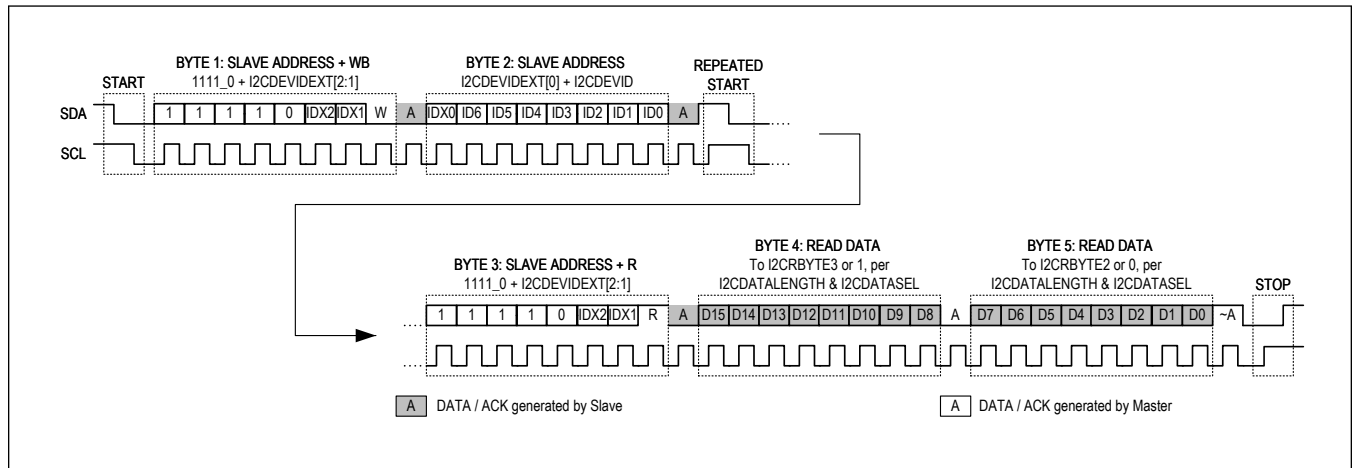 BYTE 1: SLAVE ADDRESS + WB
1111_0 + I2CDEVIDEXT[2:1]
BYTE 2: SLAVE ADDRESS
I2CDEVIDEXT[0] + I2CDEVID
START
REPEATED
START
SDA 1 1 1 1 0 IDX2 IDX1 W A IDX0 ID6 ID5 ID4 ID3 ID2 ID1 ID0 A ....
SCL ....
BYTE 3: SLAVE ADDRESS + R
1111_0 + I2CDEVIDEXT[2:1]
BYTE 4: READ DATA
To I2CRBYTE3 or 1, per
I2CDATALENGTH & I2CDATASEL
BYTE 5: READ DATA
To I2CRBYTE2 or 0, per
I2CDATALENGTH & I2CDATASEL
STOP
.... 1 1 1 1 0 IDX2 IDX1 R A D15 D14 D13 D12 D11 D10 D9 D8 A D7 D6 D5 D4 D3 D2 D1 D0 ~A
....
A DATA / ACK generated by Slave
A DATA / ACK generated by Master